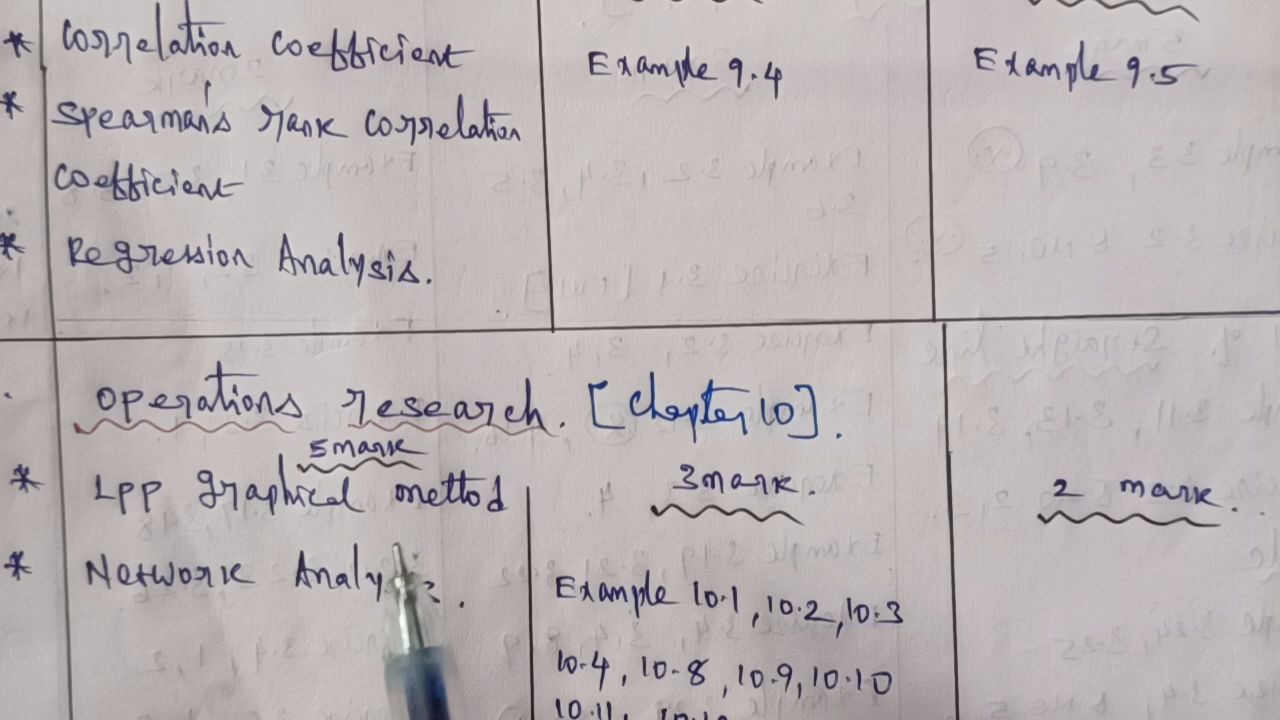 * Correlation coefficient
Example 9.4
Example 9.5
* Spearman's rank correlation
coefficient
* Regression Analysis.
Operations research. [Chapter 10].
5 mark
* LPP graphical method
3 mark.
2 mark.
* Network
Example 10.1, 10.2, 10.3
10.4, 10.8, 10.9, 10.10
10.11,